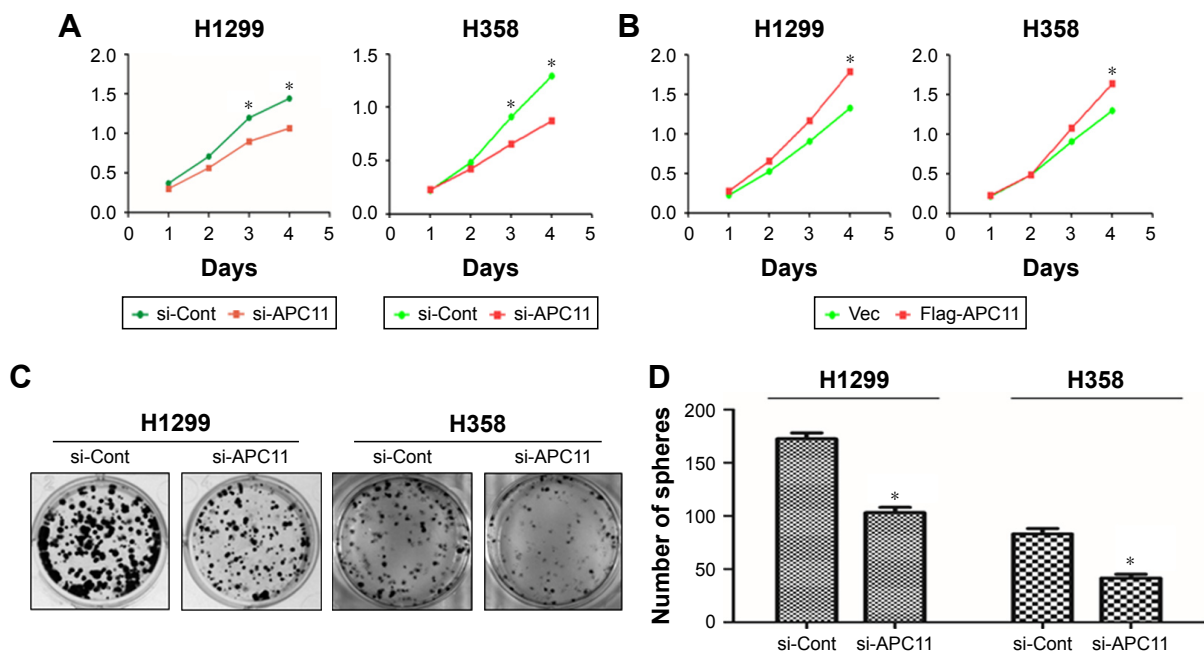 A
H1299
2.0
1.5
1.0
0.5
0.0
*
*
0 1 2 3 4 5
Days
si-Cont si-APC11
H358
1.5
1.0
0.5
0.0
*
*
0 1 2 3 4 5
Days
si-Cont si-APC11
B
H1299
2.0
1.5
1.0
0.5
0.0
*
0 1 2 3 4 5
Days
H358
2.0
1.5
1.0
0.5
0.0
*
0 1 2 3 4 5
Days
Vec Flag-APC11
C
H1299
si-Cont si-APC11
H358
si-Cont si-APC11
D
H1299 H358
Number of spheres
200
150
100
50
0
*
*
si-Cont si-APC11 si-Cont si-APC11